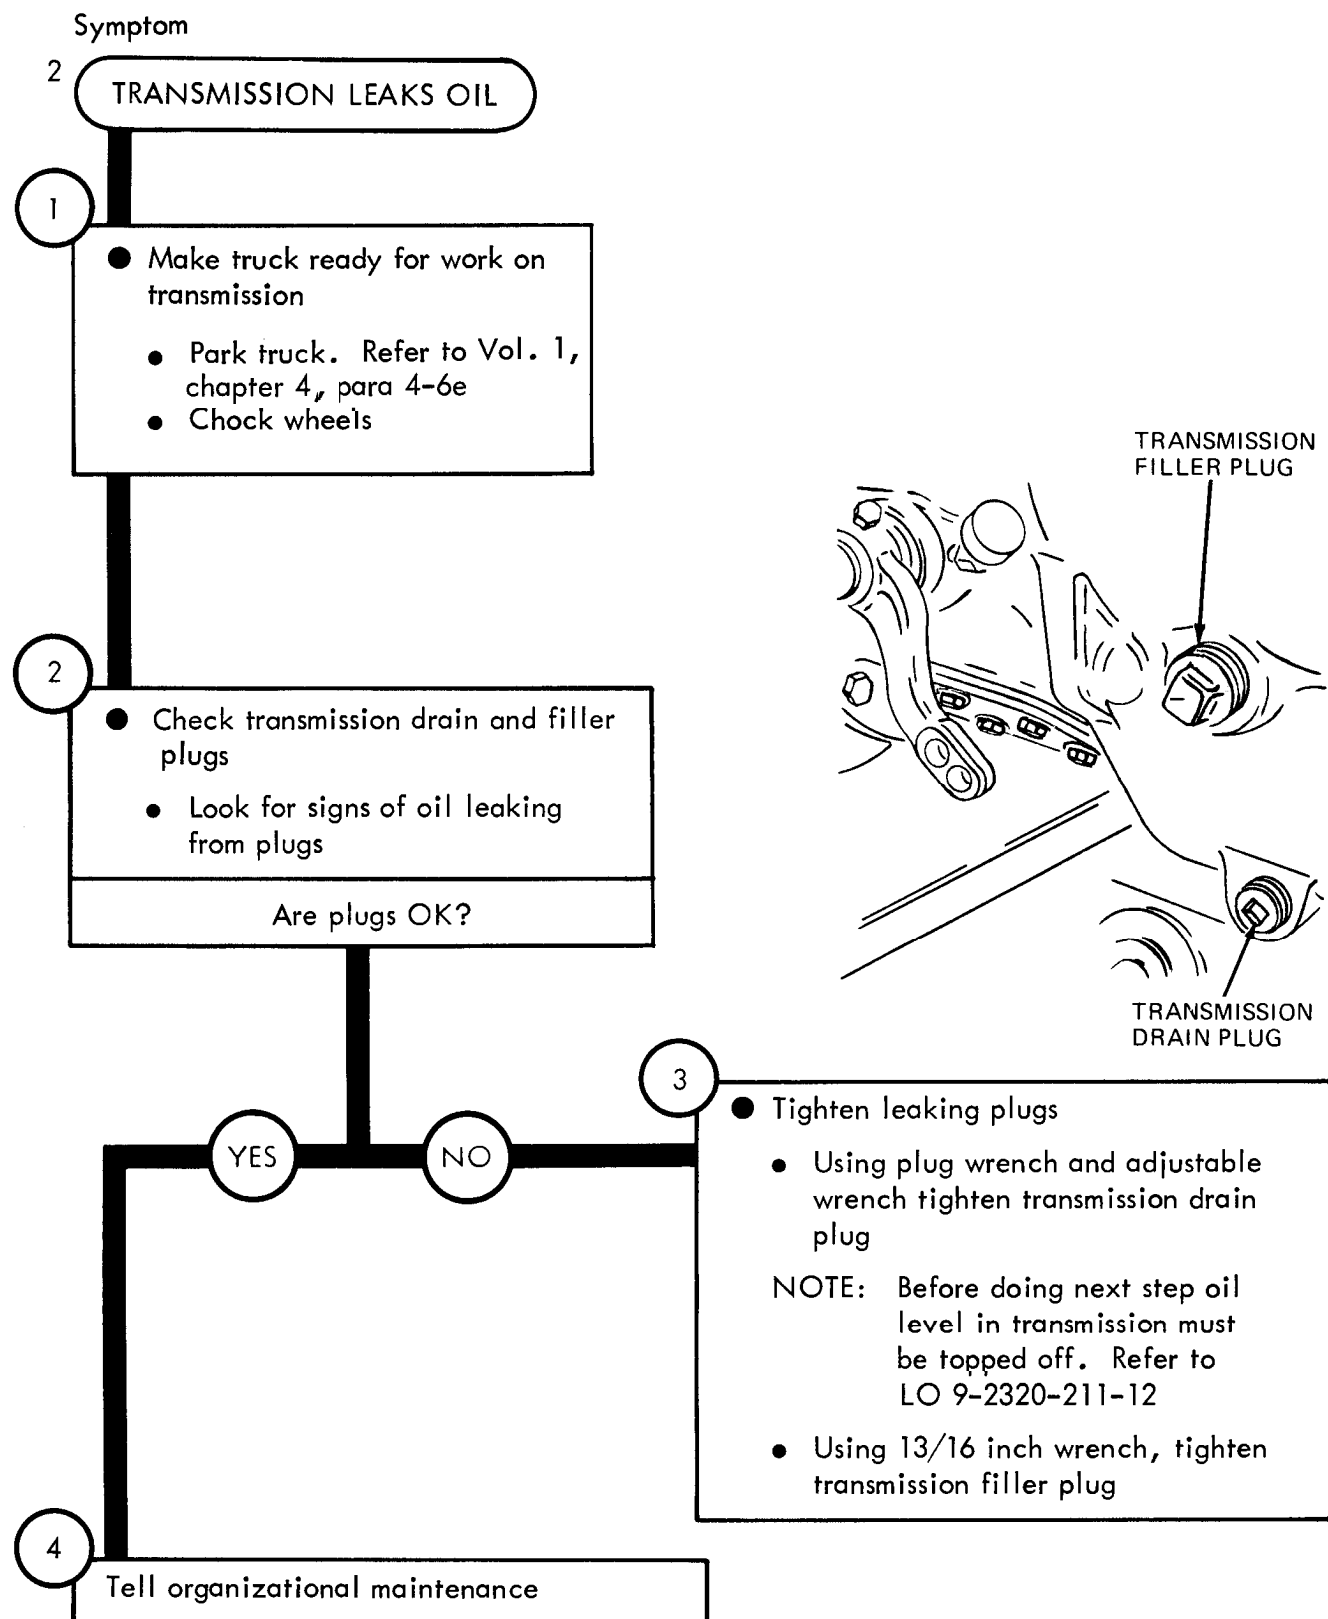 Symptom
2
TRANSMISSION LEAKS OIL
1
● Make truck ready for work on
transmission
● Park truck. Refer to Vol. 1,
chapter 4, para 4-6e
● Chock wheels
TRANSMISSION
FILLER PLUG
2
● Check transmission drain and filler
plugs
● Look for signs of oil leaking
from plugs
Are plugs OK?
TRANSMISSION
DRAIN PLUG
YES
NO
3
● Tighten leaking plugs
● Using plug wrench and adjustable
wrench tighten transmission drain
plug
NOTE: Before doing next step oil
level in transmission must
be topped off. Refer to
LO 9-2320-211-12
● Using 13/16 inch wrench, tighten
transmission filler plug
4
Tell organizational maintenance